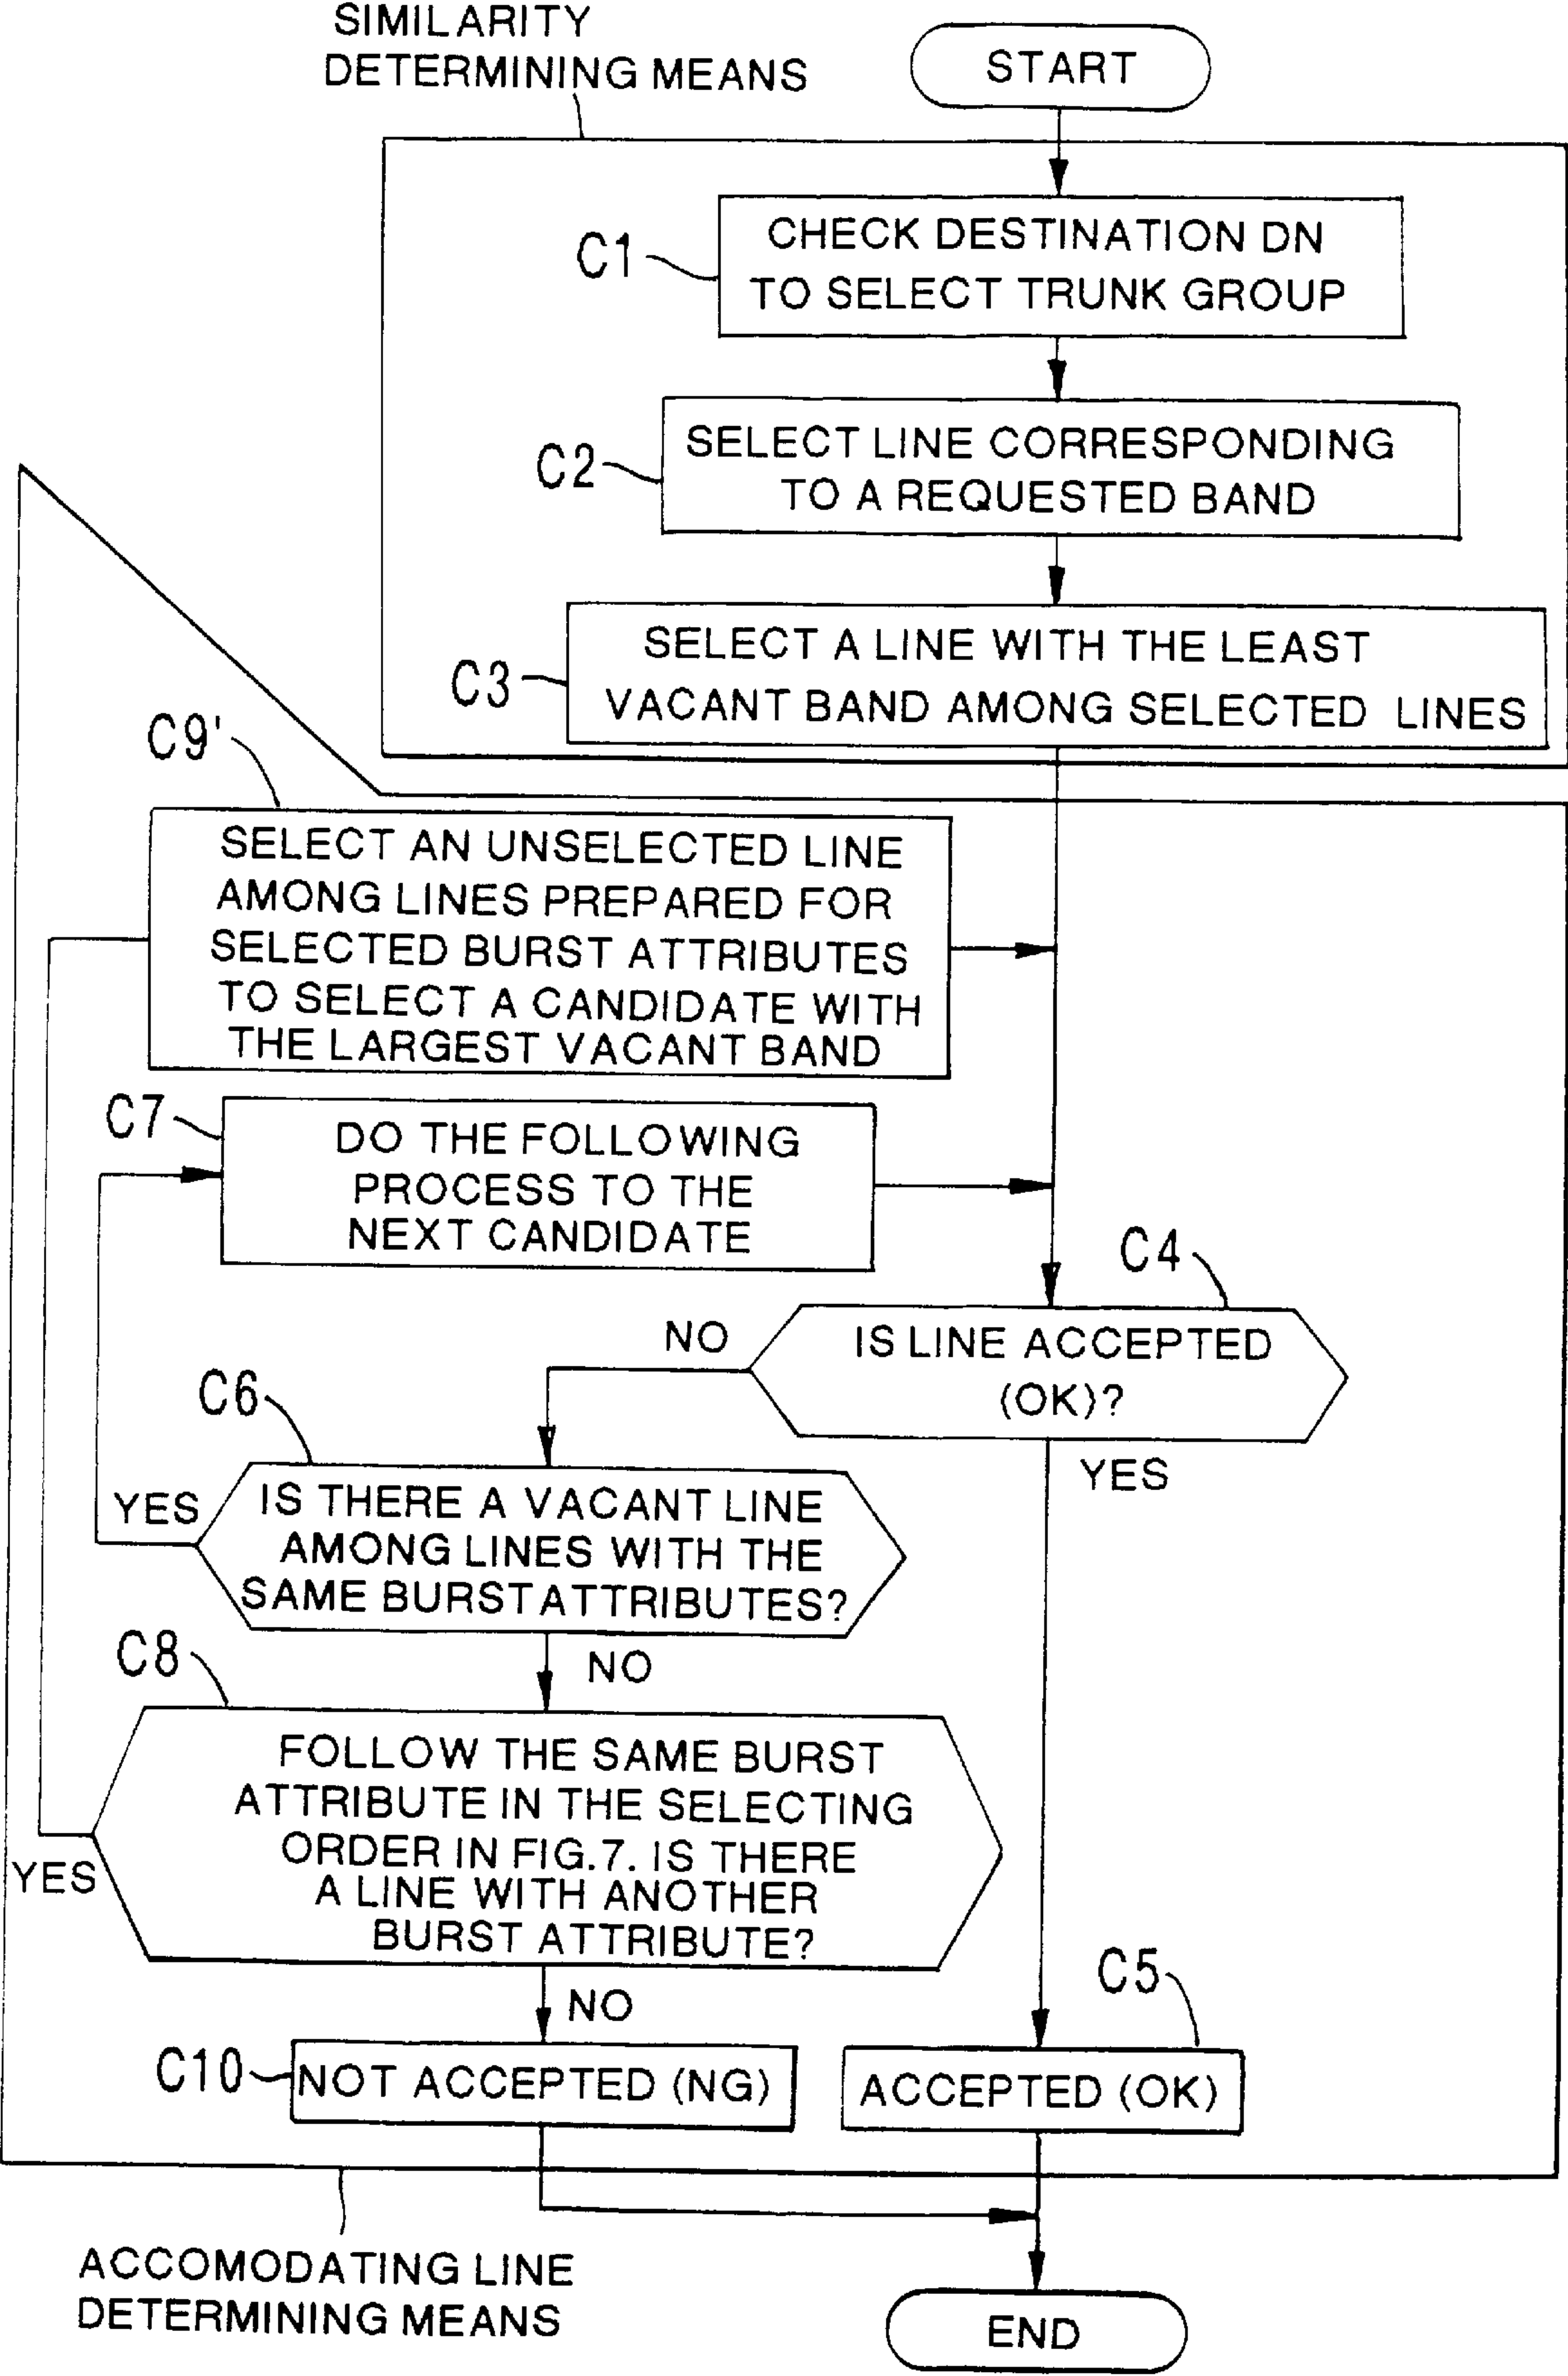 SIMILARITY
DETERMINING MEANS
START
C1
CHECK DESTINATION DN
TO SELECT TRUNK GROUP
C2
SELECT LINE CORRESPONDING
TO A REQUESTED BAND
C3
SELECT A LINE WITH THE LEAST
VACANT BAND AMONG SELECTED LINES
C9'
SELECT AN UNSELECTED LINE
AMONG LINES PREPARED FOR
SELECTED BURST ATTRIBUTES
TO SELECT A CANDIDATE WITH
THE LARGEST VACANT BAND
C7
DO THE FOLLOWING
PROCESS TO THE
NEXT CANDIDATE
C4
IS LINE ACCEPTED
(OK)?
NO
YES
C6
IS THERE A VACANT LINE
AMONG LINES WITH THE
SAME BURST ATTRIBUTES?
YES
NO
C8
FOLLOW THE SAME BURST
ATTRIBUTE IN THE SELECTING
ORDER IN FIG.7. IS THERE
A LINE WITH ANOTHER
BURST ATTRIBUTE?
YES
NO
C5
C10
NOT ACCEPTED (NG)
ACCEPTED (OK)
ACCOMODATING LINE
DETERMINING MEANS
END